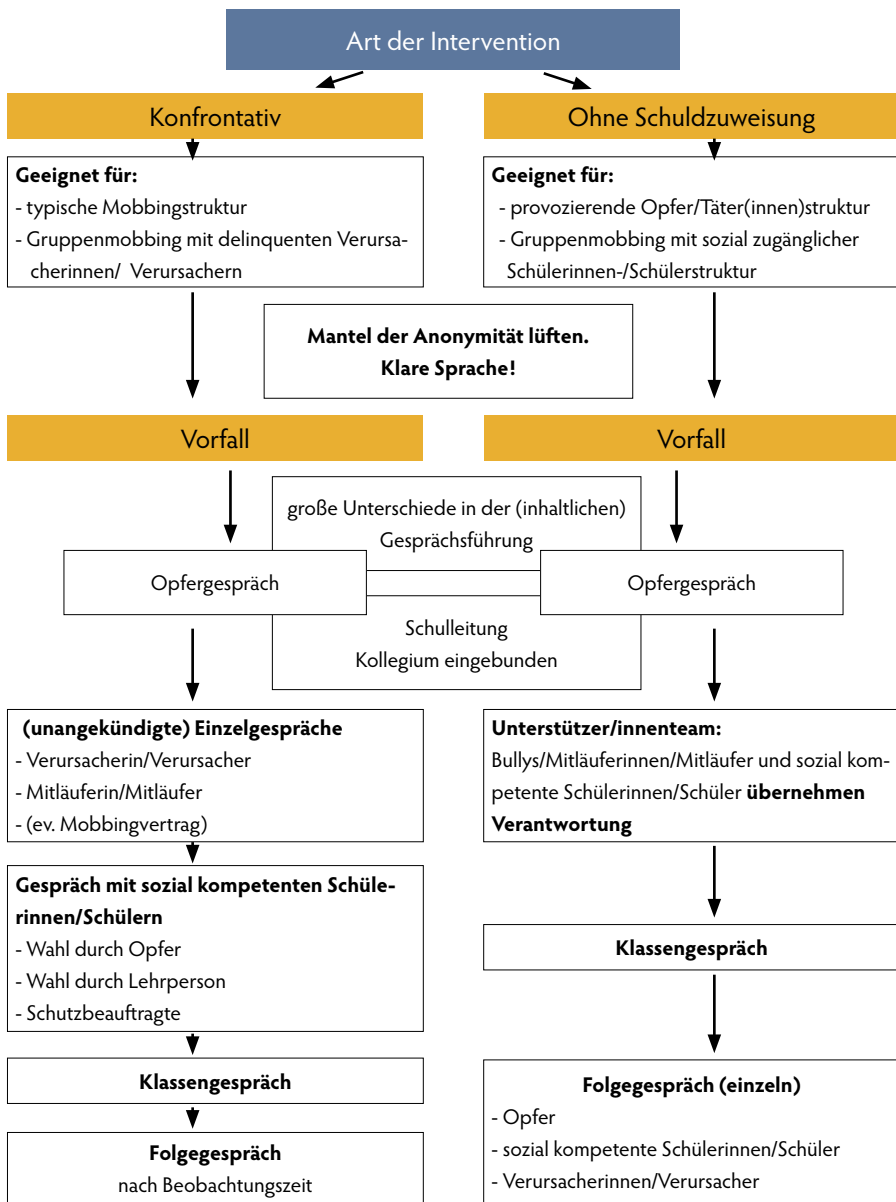 Art der Intervention
Konfrontativ
Ohne Schuldzuweisung
Geeignet für:
- typische Mobbingstruktur
- Gruppenmobbing mit delinquenten Verursa-
cherinnen/ Verursachern
Geeignet für:
- provozierende Opfer/Täter(innen)struktur
- Gruppenmobbing mit sozial zugänglicher
Schülerinnen-/Schülerstruktur
Mantel der Anonymität lüften.
Klare Sprache!
Vorfall
Vorfall
große Unterschiede in der (inhaltlichen)
Gesprächsführung
Opfergespräch
Opfergespräch
Schulleitung
Kollegium eingebunden
(unangekündigte) Einzelgespräche
- Verursacherin/Verursacher
- Mitläuferin/Mitläufer
- (ev. Mobbingvertrag)
Unterstützer/innenteam:
Bullys/Mitläuferinnen/Mitläufer und sozial kom-
petente Schülerinnen/Schüler übernehmen
Verantwortung
Gespräch mit sozial kompetenten Schüle-
rinnen/Schülern
- Wahl durch Opfer
- Wahl durch Lehrperson
- Schutzbeauftragte
Klassengespräch
Klassengespräch
Folgegespräch
nach Beobachtungszeit
Folgegespräch (einzeln)
- Opfer
- sozial kompetente Schülerinnen/Schüler
- Verursacherinnen/Verursacher